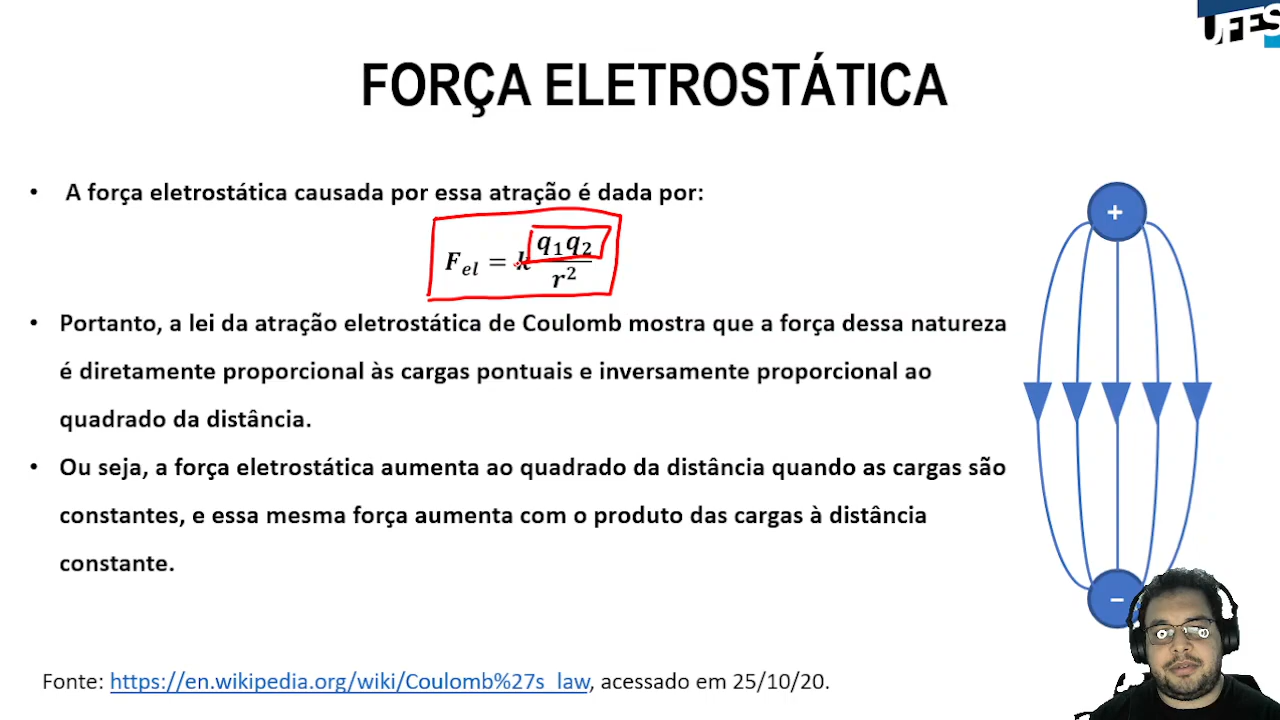 UFES
FORÇA ELETROSTÁTICA
• A força eletrostática causada por essa atração é dada por:
F_el = k q₁q₂ / r²
• Portanto, a lei da atração eletrostática de Coulomb mostra que a força dessa natureza
é diretamente proporcional às cargas pontuais e inversamente proporcional ao
quadrado da distância.
• Ou seja, a força eletrostática aumenta ao quadrado da distância quando as cargas são
constantes, e essa mesma força aumenta com o produto das cargas à distância
constante.
+
−
Fonte: https://en.wikipedia.org/wiki/Coulomb%27s_law, acessado em 25/10/20.